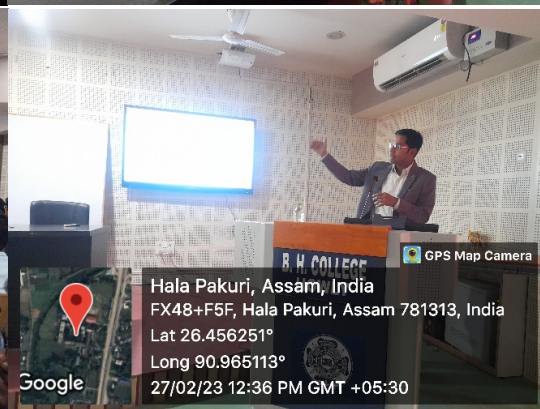 B. H. COLLEGE
GPS Map Camera
Hala Pakuri, Assam, India
FX48+F5F, Hala Pakuri, Assam 781313, India
Lat 26.456251°
Long 90.965113°
27/02/23 12:36 PM GMT +05:30
Google